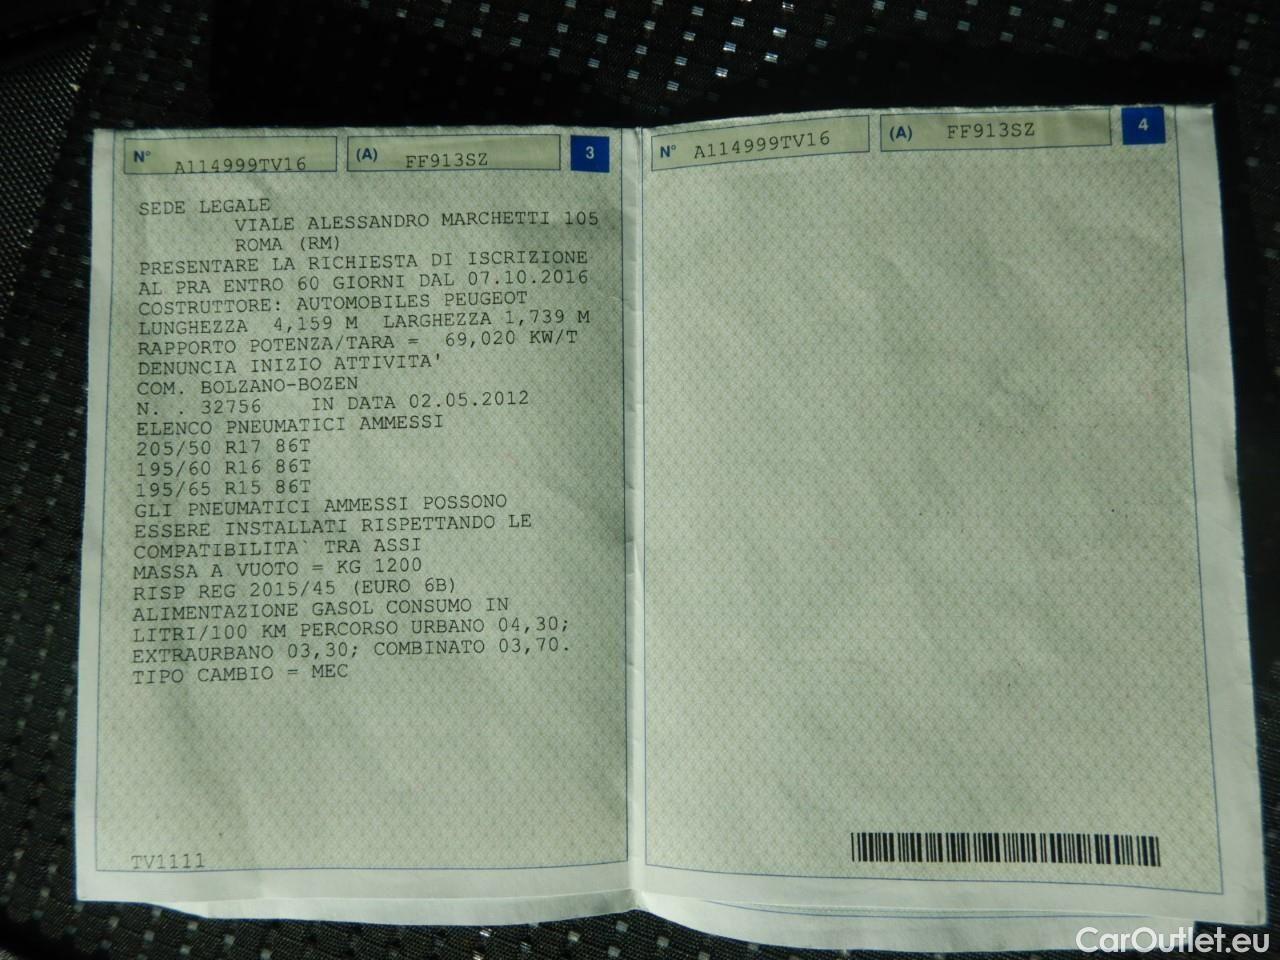 N° A114999TV16 (A) FF913SZ 3
SEDE LEGALE
VIALE ALESSANDRO MARCHETTI 105
ROMA (RM)
PRESENTARE LA RICHIESTA DI ISCRIZIONE
AL PRA ENTRO 60 GIORNI DAL 07.10.2016
COSTRUTTORE: AUTOMOBILES PEUGEOT
LUNGHEZZA 4,159 M LARGHEZZA 1,739 M
RAPPORTO POTENZA/TARA = 69,020 KW/T
DENUNCIA INIZIO ATTIVITA'
COM. BOLZANO-BOZEN
N. . 32756 IN DATA 02.05.2012
ELENCO PNEUMATICI AMMESSI
205/50 R17 86T
195/60 R16 86T
195/65 R15 86T
GLI PNEUMATICI AMMESSI POSSONO
ESSERE INSTALLATI RISPETTANDO LE
COMPATIBILITA` TRA ASSI
MASSA A VUOTO = KG 1200
RISP REG 2015/45 (EURO 6B)
ALIMENTAZIONE GASOL CONSUMO IN
LITRI/100 KM PERCORSO URBANO 04,30;
EXTRAURBANO 03,30; COMBINATO 03,70.
TIPO CAMBIO = MEC
TV1111
N° A114999TV16 (A) FF913SZ 4
CarOutlet.eu